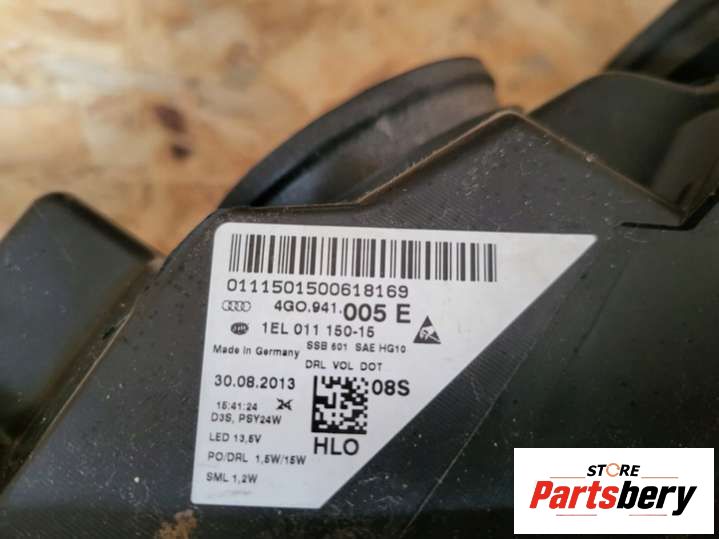 0111501500618169
4G0.941.005 E
1EL 011 150-15
SSB 601 SAE HG10
Made in Germany
DRL VOL DOT
30.08.2013
08S
15:41:24
D3S, PSY24W
LED 13,5V
HLO
PO/DRL 1,5W/15W
SML 1,2W
STORE
Partsbery